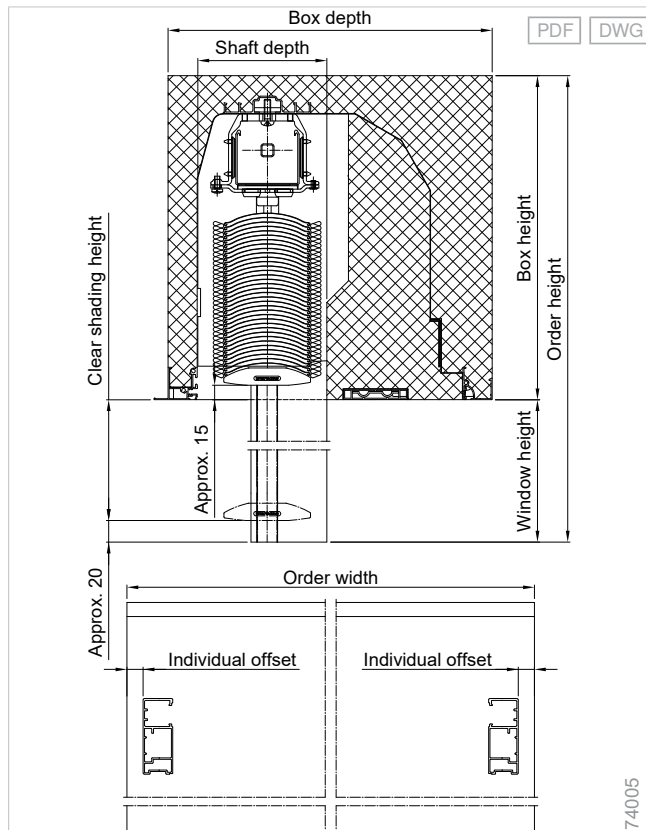 Box depth
PDF
DWG
Shaft depth
Clear shading height
Box height
Order height
Approx. 15
Window height
Approx. 20
Order width
Individual offset
Individual offset
74005